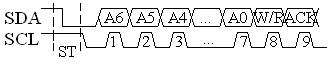 SDA A6 A5 A4 ... A0 W/R ACK
SCL ST 1 2 3 ... 7 8 9